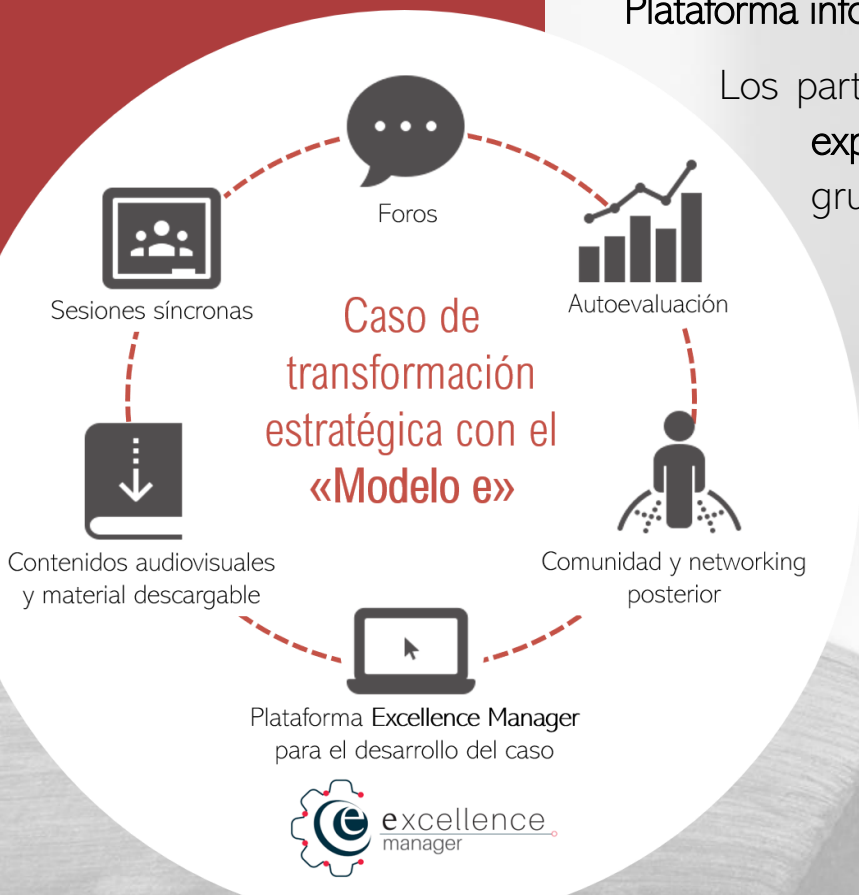 Plataforma info
Los part
exp
gru
Foros
Sesiones síncronas
Autoevaluación
Caso de
transformación
estratégica con el
«Modelo e»
Contenidos audiovisuales
y material descargable
Comunidad y networking
posterior
Plataforma Excellence Manager
para el desarrollo del caso
e excellence
manager